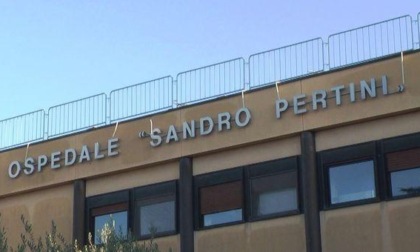 OSPEDALE "SANDRO PERTINI"